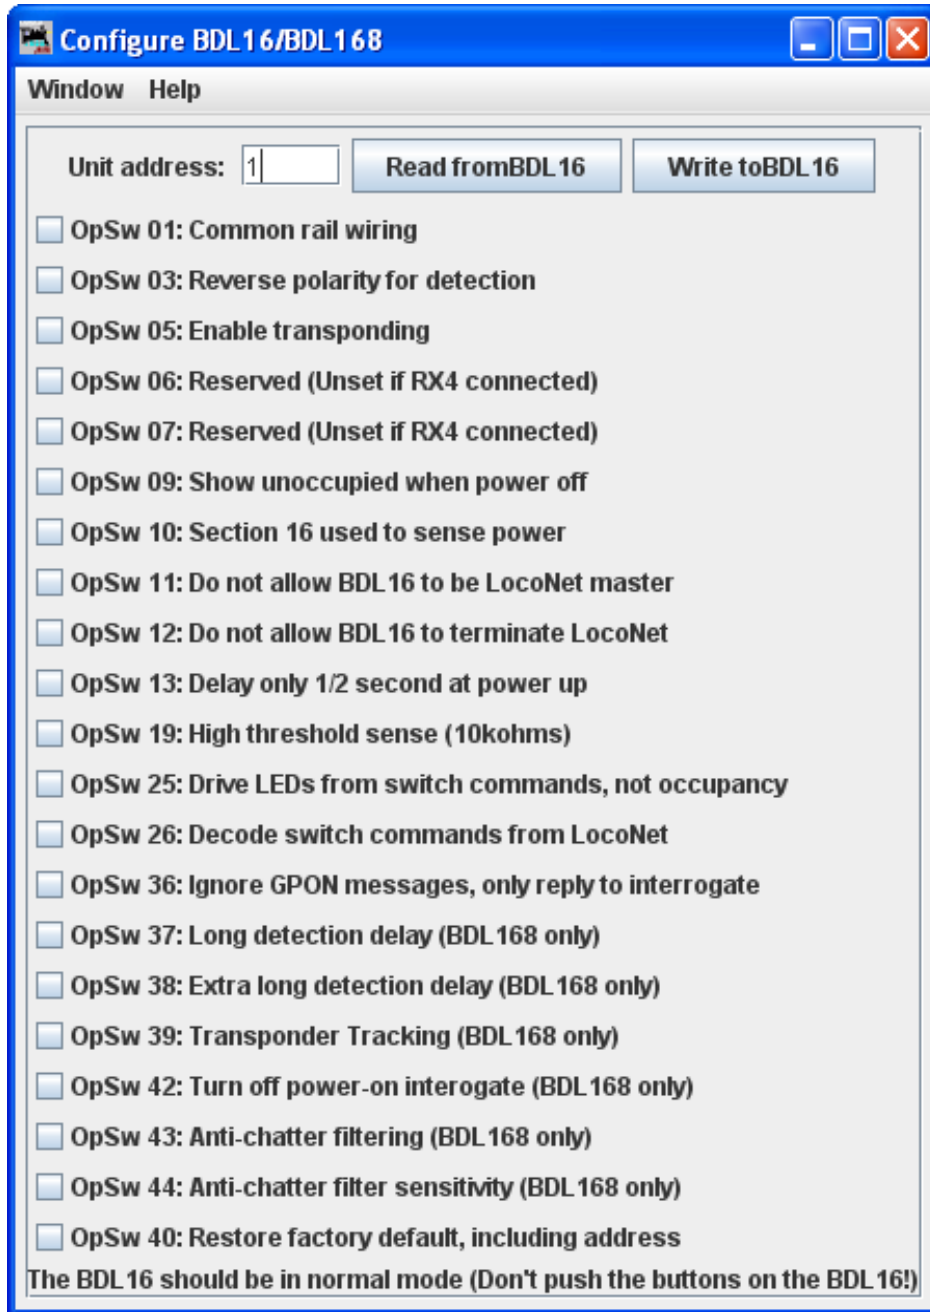 Configure BDL16/BDL168
Window Help
Unit address: 1 Read fromBDL16 Write toBDL16
OpSw 01: Common rail wiring
OpSw 03: Reverse polarity for detection
OpSw 05: Enable transponding
OpSw 06: Reserved (Unset if RX4 connected)
OpSw 07: Reserved (Unset if RX4 connected)
OpSw 09: Show unoccupied when power off
OpSw 10: Section 16 used to sense power
OpSw 11: Do not allow BDL16 to be LocoNet master
OpSw 12: Do not allow BDL16 to terminate LocoNet
OpSw 13: Delay only 1/2 second at power up
OpSw 19: High threshold sense (10kohms)
OpSw 25: Drive LEDs from switch commands, not occupancy
OpSw 26: Decode switch commands from LocoNet
OpSw 36: Ignore GPON messages, only reply to interrogate
OpSw 37: Long detection delay (BDL168 only)
OpSw 38: Extra long detection delay (BDL168 only)
OpSw 39: Transponder Tracking (BDL168 only)
OpSw 42: Turn off power-on interogate (BDL168 only)
OpSw 43: Anti-chatter filtering (BDL168 only)
OpSw 44: Anti-chatter filter sensitivity (BDL168 only)
OpSw 40: Restore factory default, including address
The BDL16 should be in normal mode (Don't push the buttons on the BDL16!)